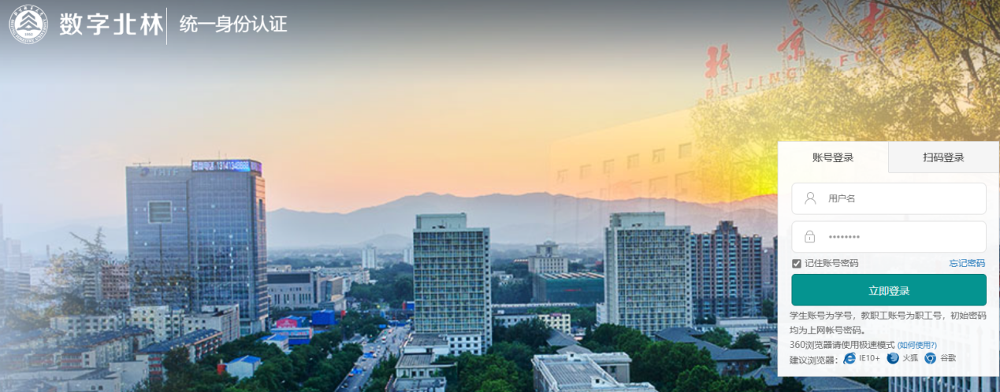 数字北林 统一身份认证
北 京
BEIJING FO
账号登录 扫码登录
用户名
••••••••
记住账号密码 忘记密码
立即登录
学生账号为学号，教职工账号为职工号，初始密码
均为上网帐号密码。
360浏览器请使用极速模式 (如何使用?)
建议浏览器： IE10+ 火狐 谷歌